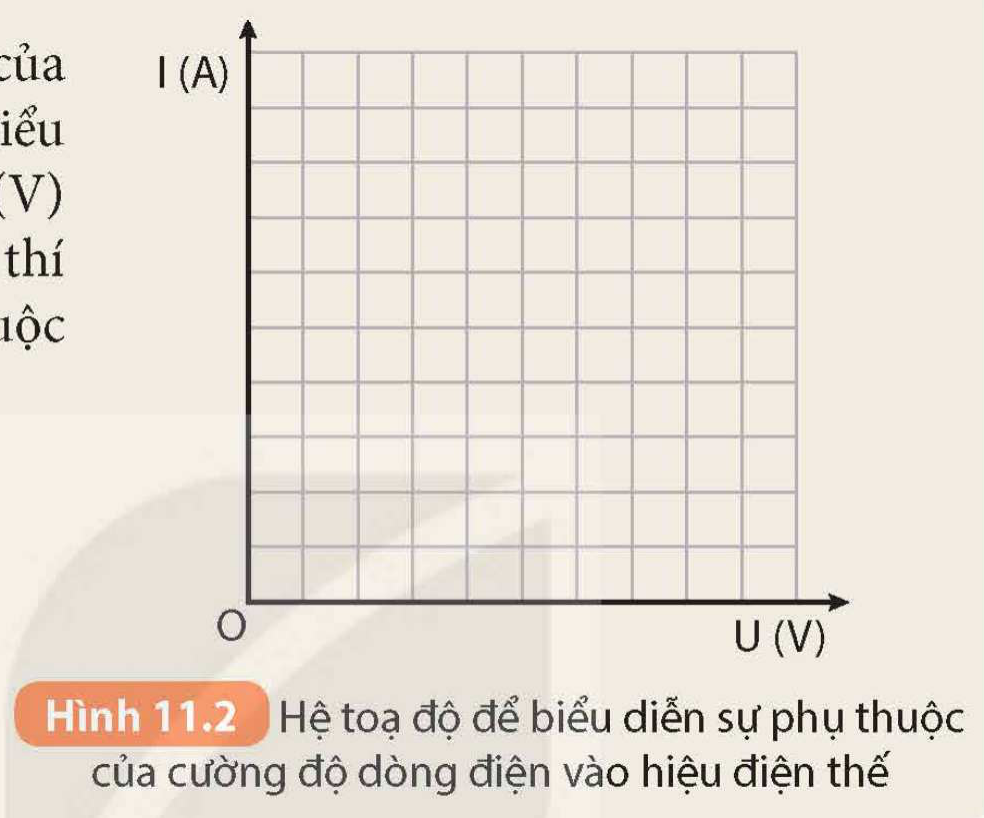 của
I (A)
iểu
(V)
thí
uộc
O
U (V)
Hình 11.2 Hệ toạ độ để biểu diễn sự phụ thuộc
của cường độ dòng điện vào hiệu điện thế